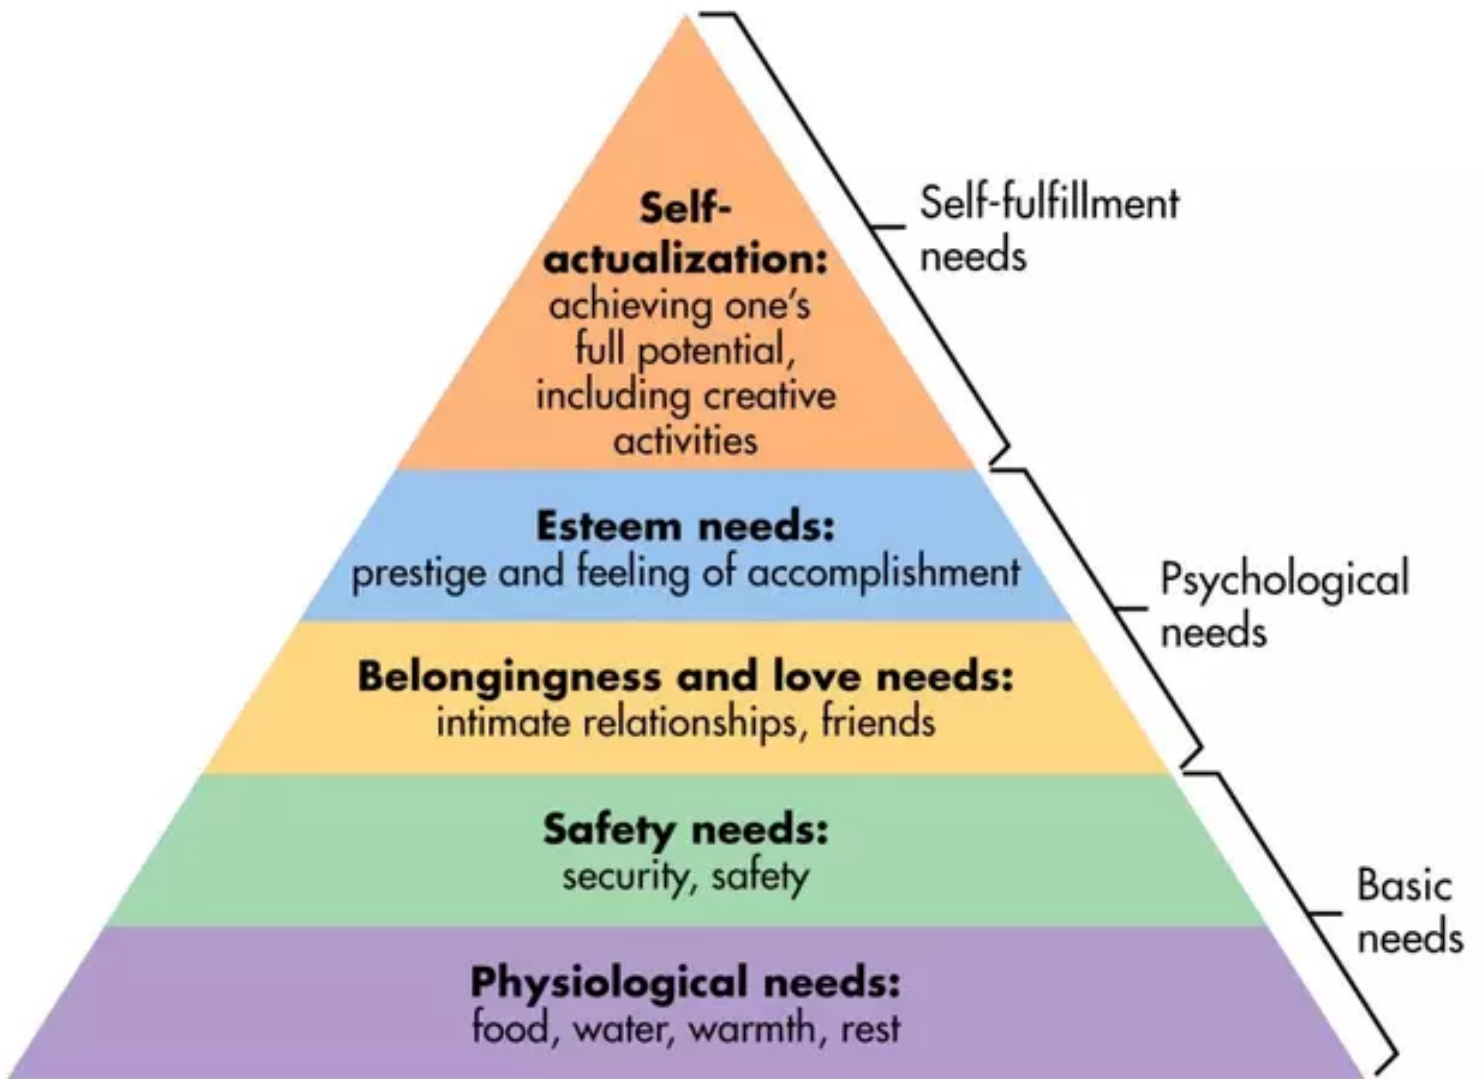 Self-
actualization:
achieving one's
full potential,
including creative
activities
Self-fulfillment
needs
Esteem needs:
prestige and feeling of accomplishment
Belongingness and love needs:
intimate relationships, friends
Psychological
needs
Safety needs:
security, safety
Physiological needs:
food, water, warmth, rest
Basic
needs